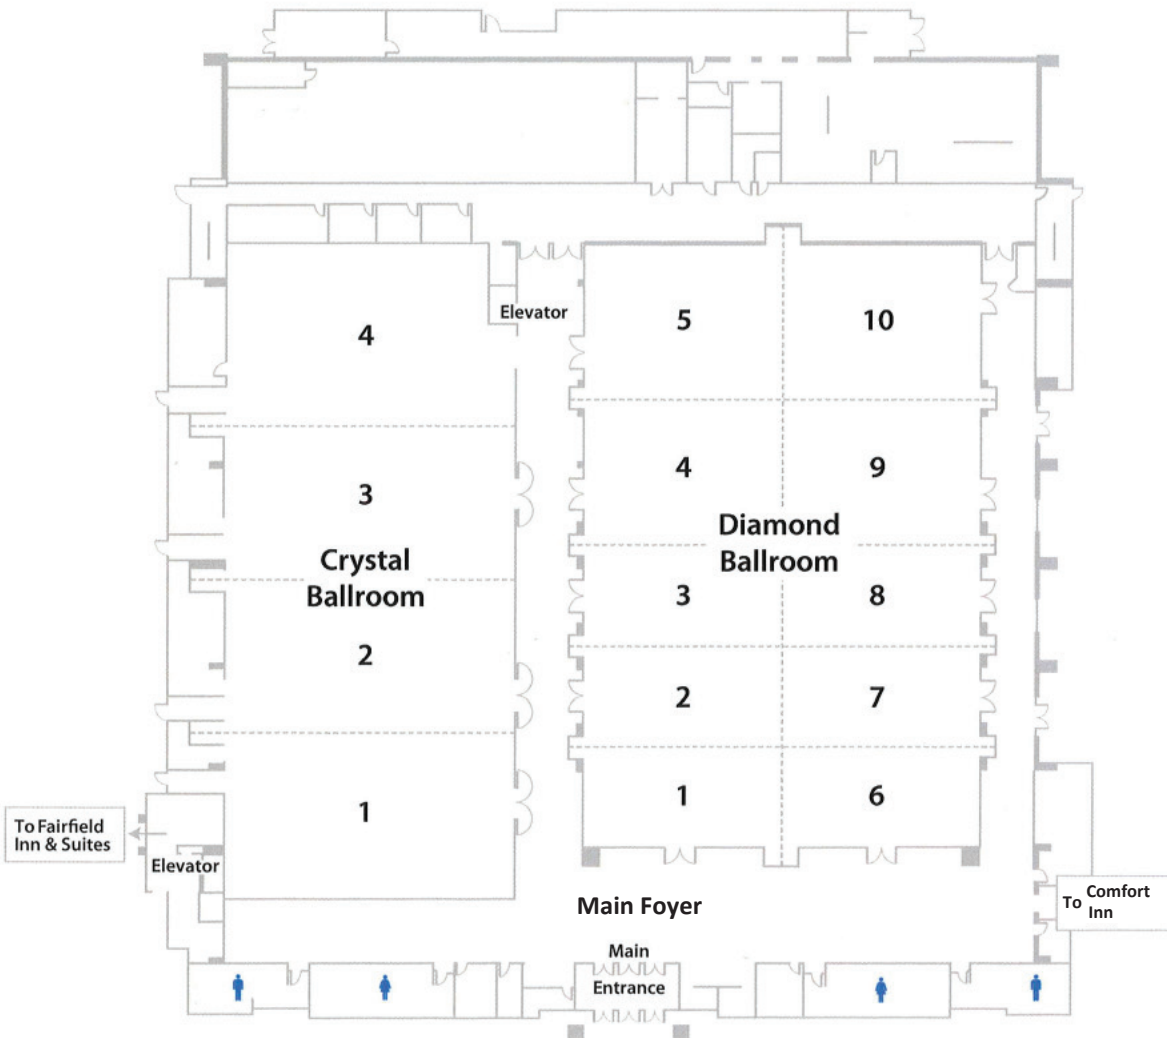 Elevator
4
5
10
3
4
9
Crystal
Ballroom
Diamond
Ballroom
3
8
2
2
7
1
1
6
To Fairfield
Inn & Suites
Elevator
Main Foyer
To Comfort
Inn
Main
Entrance